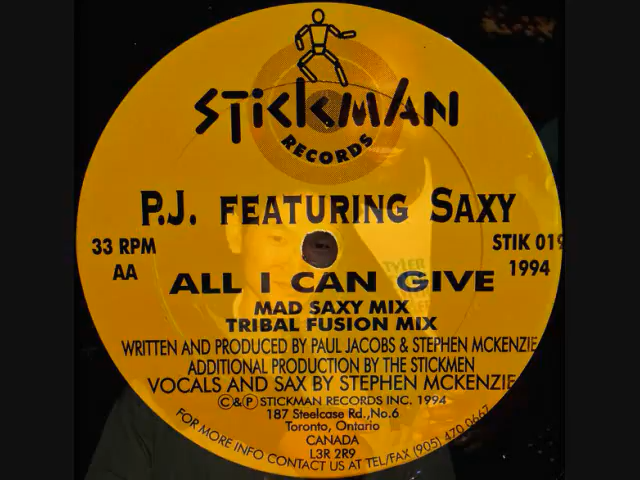 STICKMAN
RECORDS
P.J. FEATURING SAXY
33 RPM
AA
STIK 019
1994
ALL I CAN GIVE
MAD SAXY MIX
TRIBAL FUSION MIX
WRITTEN AND PRODUCED BY PAUL JACOBS & STEPHEN MCKENZIE
ADDITIONAL PRODUCTION BY THE STICKMEN
VOCALS AND SAX BY STEPHEN MCKENZIE
©&℗ STICKMAN RECORDS INC. 1994
187 Steelcase Rd.,No.6
Toronto, Ontario
CANADA
L3R 2R9
FOR MORE INFO CONTACT US AT TEL/FAX (905) 470 0667